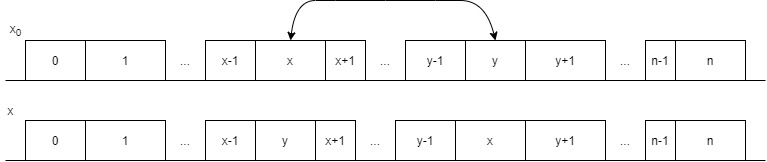 x₀
0 1 ... x-1 x x+1 ... y-1 y y+1 ... n-1 n
x
0 1 ... x-1 y x+1 ... y-1 x y+1 ... n-1 n